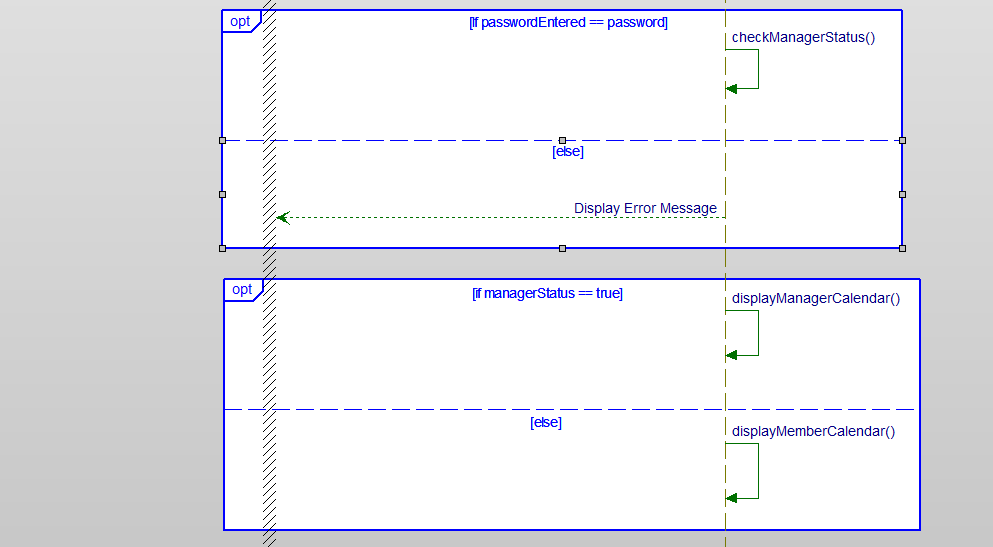 opt
[If passwordEntered == password]
checkManagerStatus()
[else]
Display Error Message
opt
[if managerStatus == true]
displayManagerCalendar()
[else]
displayMemberCalendar()